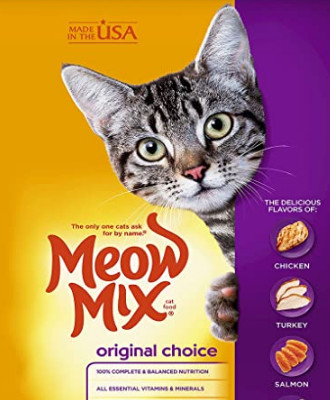 MADE
IN THE USA
The only one cats ask
for by name.®
Meow
Mix
cat
food
®
original choice
100% COMPLETE & BALANCED NUTRITION
ALL ESSENTIAL VITAMINS & MINERALS
THE DELICIOUS
FLAVORS OF:
CHICKEN
TURKEY
SALMON